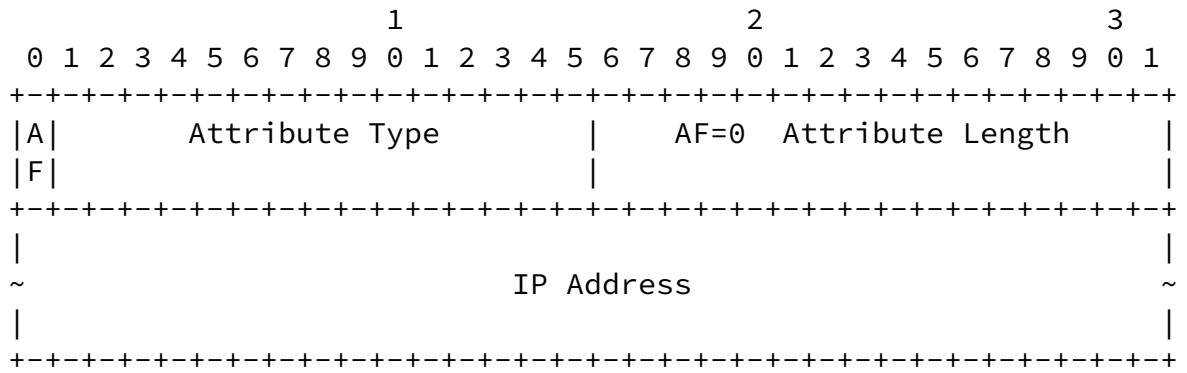 1                   2                   3
 0 1 2 3 4 5 6 7 8 9 0 1 2 3 4 5 6 7 8 9 0 1 2 3 4 5 6 7 8 9 0 1
+-+-+-+-+-+-+-+-+-+-+-+-+-+-+-+-+-+-+-+-+-+-+-+-+-+-+-+-+-+-+-+-+
|A|       Attribute Type        |    AF=0  Attribute Length     |
|F|                             |                               |
+-+-+-+-+-+-+-+-+-+-+-+-+-+-+-+-+-+-+-+-+-+-+-+-+-+-+-+-+-+-+-+-+
|                                                               |
~                           IP Address                          ~
|                                                               |
+-+-+-+-+-+-+-+-+-+-+-+-+-+-+-+-+-+-+-+-+-+-+-+-+-+-+-+-+-+-+-+-+